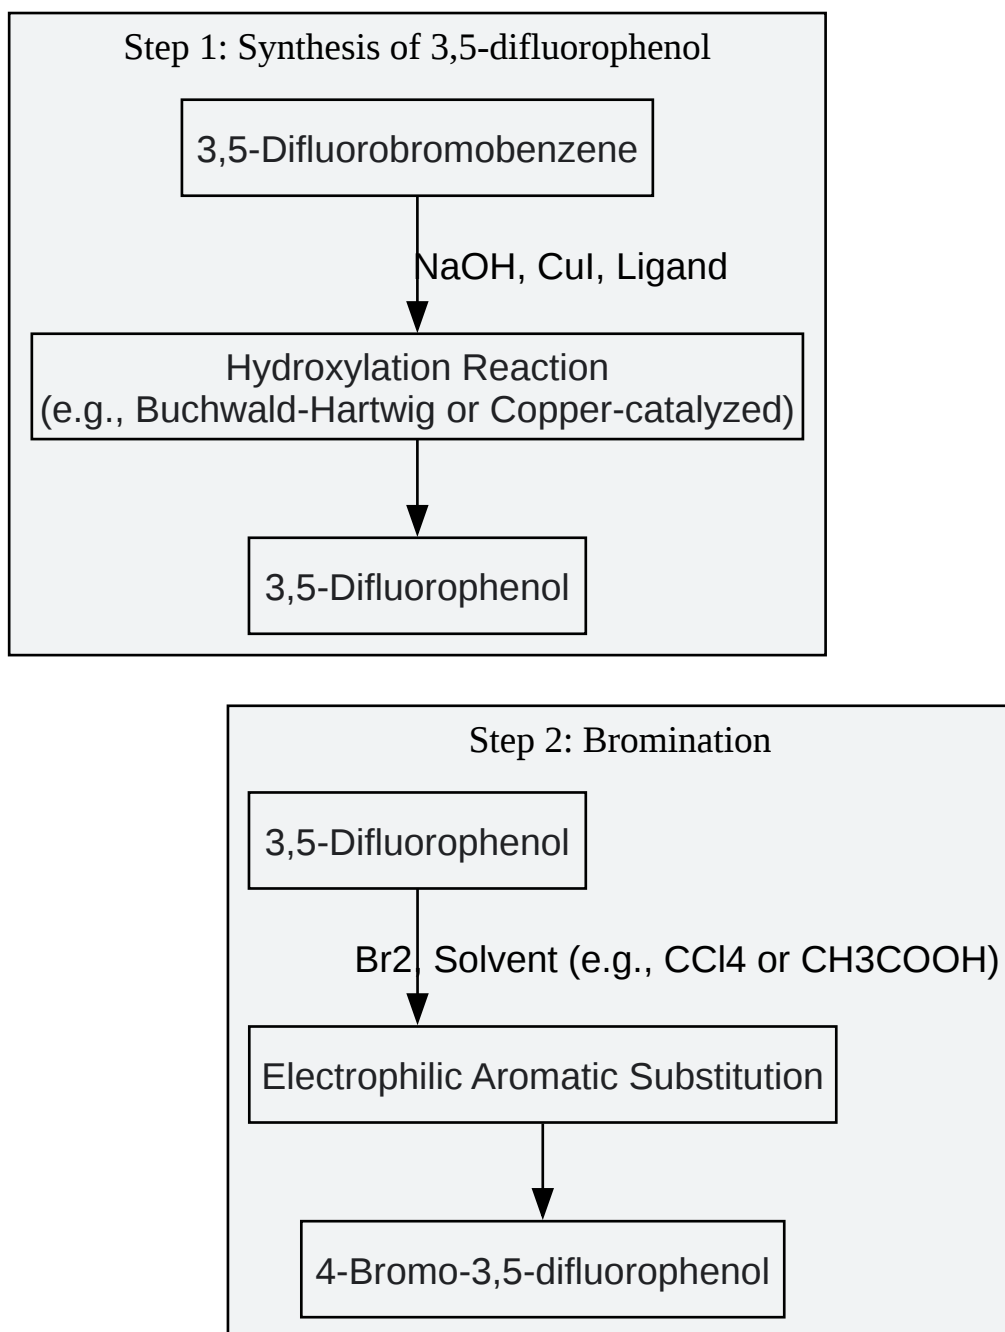 Step 1: Synthesis of 3,5-difluorophenol
3,5-Difluorobromobenzene
NaOH, CuI, Ligand
Hydroxylation Reaction
(e.g., Buchwald-Hartwig or Copper-catalyzed)
3,5-Difluorophenol
Step 2: Bromination
3,5-Difluorophenol
Br2, Solvent (e.g., CCl4 or CH3COOH)
Electrophilic Aromatic Substitution
4-Bromo-3,5-difluorophenol